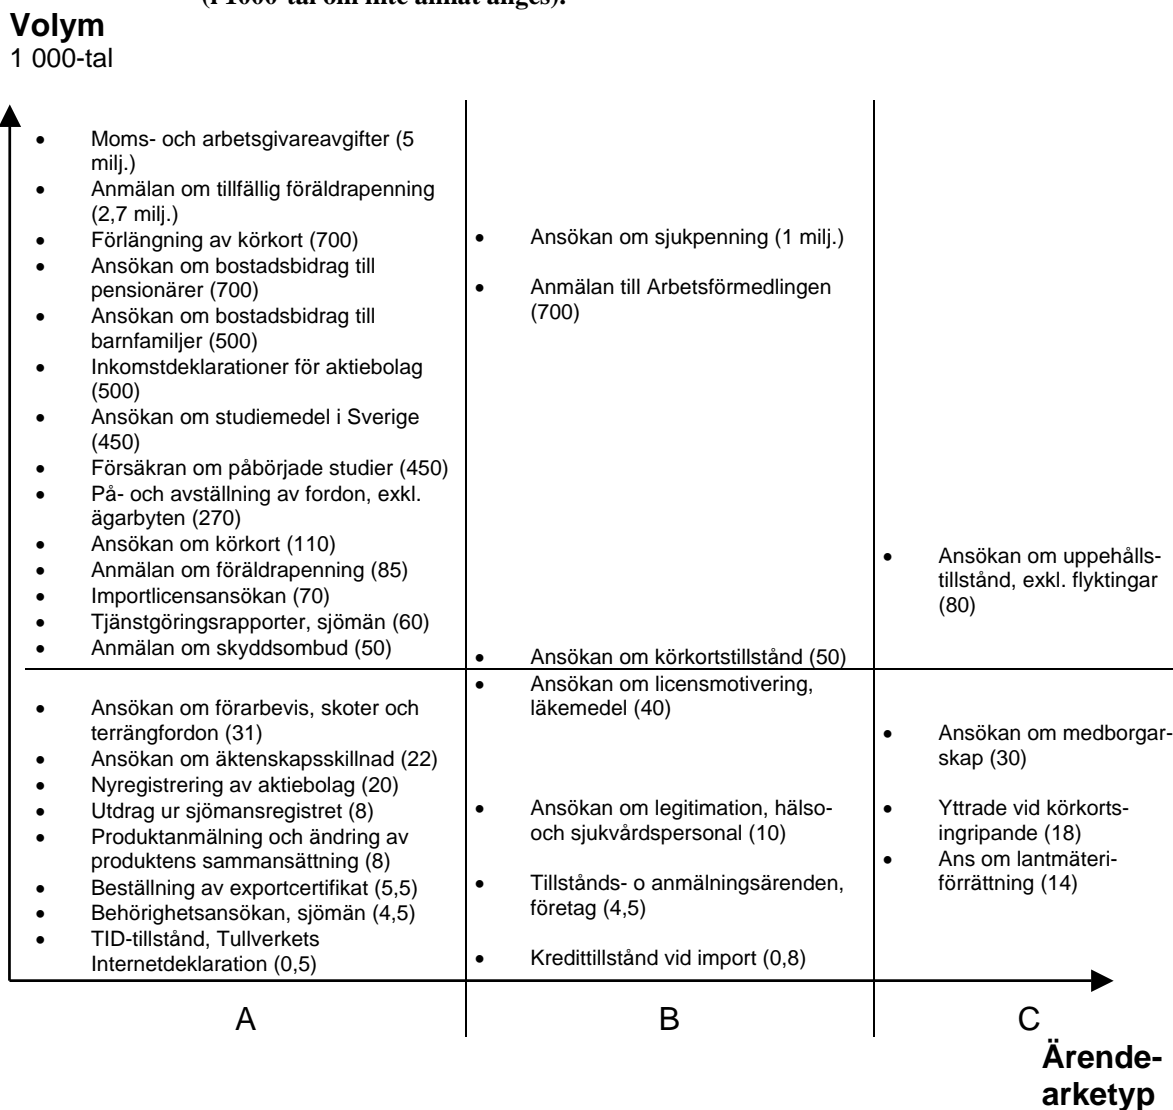 (i 1000-tal om inte annat anges).
Volym
1 000-tal
• Moms- och arbetsgivareavgifter (5
milj.)
• Anmälan om tillfällig föräldrapenning
(2,7 milj.)
• Förlängning av körkort (700)
• Ansökan om bostadsbidrag till
pensionärer (700)
• Ansökan om bostadsbidrag till
barnfamiljer (500)
• Inkomstdeklarationer för aktiebolag
(500)
• Ansökan om studiemedel i Sverige
(450)
• Försäkran om påbörjade studier (450)
• På- och avställning av fordon, exkl.
ägarbyten (270)
• Ansökan om körkort (110)
• Anmälan om föräldrapenning (85)
• Importlicensansökan (70)
• Tjänstgöringsrapporter, sjömän (60)
• Anmälan om skyddsombud (50)
• Ansökan om förarbevis, skoter och
terrängfordon (31)
• Ansökan om äktenskapsskillnad (22)
• Nyregistrering av aktiebolag (20)
• Utdrag ur sjömansregistret (8)
• Produktanmälning och ändring av
produktens sammansättning (8)
• Beställning av exportcertifikat (5,5)
• Behörighetsansökan, sjömän (4,5)
• TID-tillstånd, Tullverkets
Internetdeklaration (0,5)
• Ansökan om sjukpenning (1 milj.)
• Anmälan till Arbetsförmedlingen
(700)
• Ansökan om körkortstillstånd (50)
• Ansökan om licensmotivering,
läkemedel (40)
• Ansökan om legitimation, hälso-
och sjukvårdspersonal (10)
• Tillstånds- o anmälningsärenden,
företag (4,5)
• Kredittillstånd vid import (0,8)
• Ansökan om uppehålls-
tillstånd, exkl. flyktingar
(80)
• Ansökan om medborgar-
skap (30)
• Yttrade vid körkorts-
ingripande (18)
• Ans om lantmäteri-
förrättning (14)
A
B
C
Ärende-
arketyp